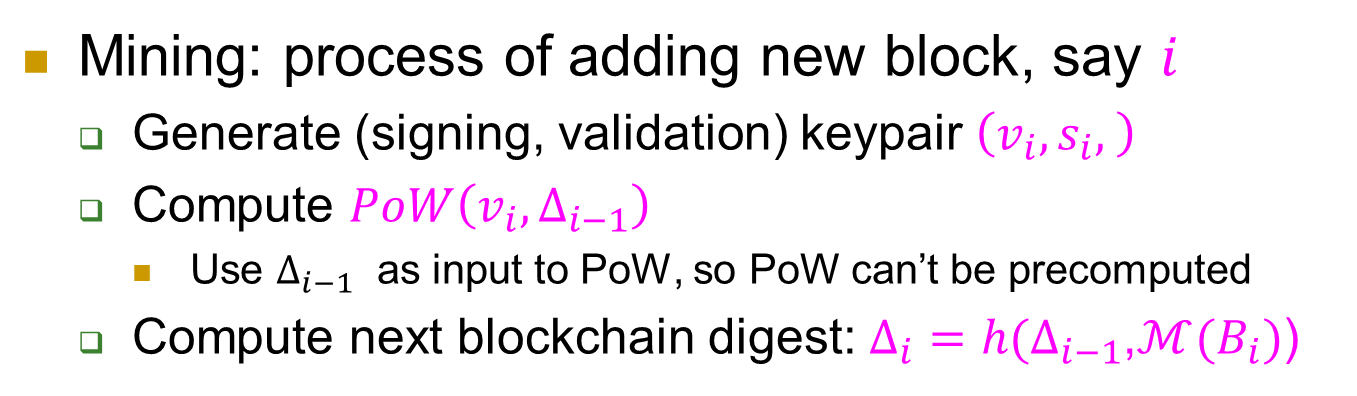 Mining: process of adding new block, say 𝑖
Generate (signing, validation) keypair (𝑣ᵢ, 𝑠ᵢ, )
Compute 𝑃𝑜𝑊(𝑣ᵢ, Δᵢ₋₁)
Use Δᵢ₋₁ as input to PoW, so PoW can’t be precomputed
Compute next blockchain digest: Δᵢ = ℎ(Δᵢ₋₁,ℳ(𝐵ᵢ))